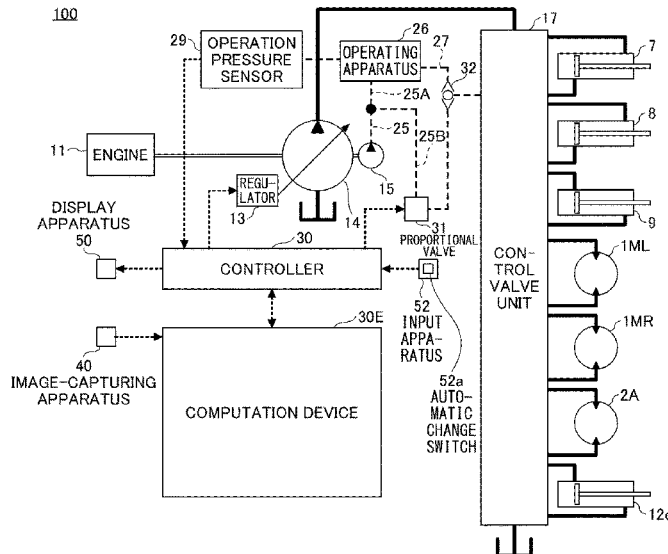 100
29
OPERATION
PRESSURE
SENSOR
26
OPERATING
APPARATUS
27
32
17
7
8
9
25A
25
25B
11
ENGINE
REGU-
LATOR
13
14
15
31
PROPORTIONAL
VALVE
DISPLAY
APPARATUS
50
30
CONTROLLER
52
INPUT
APPA-
RATUS
CON-
TROL
VALVE
UNIT
1ML
1MR
2A
30E
40
IMAGE-CAPTURING
APPARATUS
COMPUTATION DEVICE
52a
AUTO-
MATIC
CHANGE
SWITCH